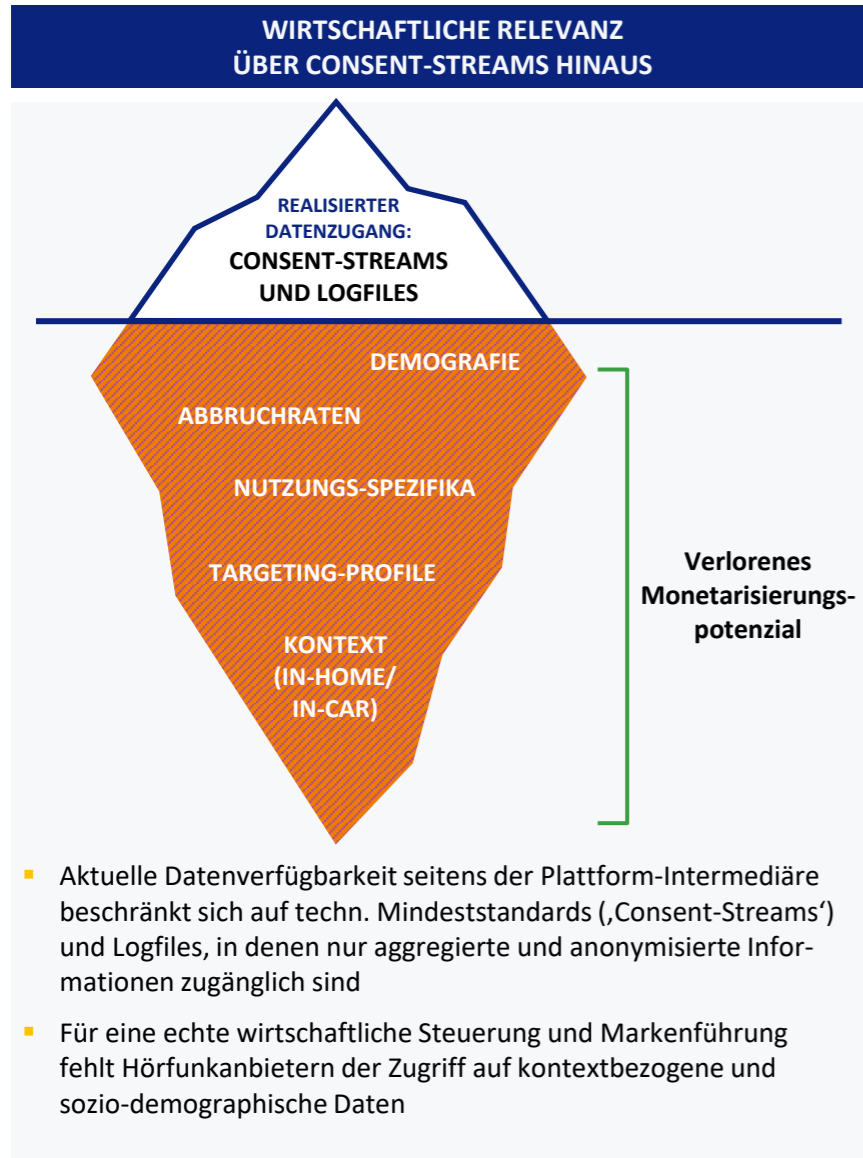 WIRTSCHAFTLICHE RELEVANZ
ÜBER CONSENT-STREAMS HINAUS
REALISIERTER
DATENZUGANG:
CONSENT-STREAMS
UND LOGFILES
DEMOGRAFIE
ABBRUCHRATEN
NUTZUNGS-SPEZIFIKA
TARGETING-PROFILE
KONTEXT
(IN-HOME/
IN-CAR)
Verlorenes
Monetarisierungs-
potenzial
Aktuelle Datenverfügbarkeit seitens der Plattform-Intermediäre
beschränkt sich auf techn. Mindeststandards (‚Consent-Streams‘)
und Logfiles, in denen nur aggregierte und anonymisierte Infor-
mationen zugänglich sind
Für eine echte wirtschaftliche Steuerung und Markenführung
fehlt Hörfunkanbietern der Zugriff auf kontextbezogene und
sozio-demographische Daten